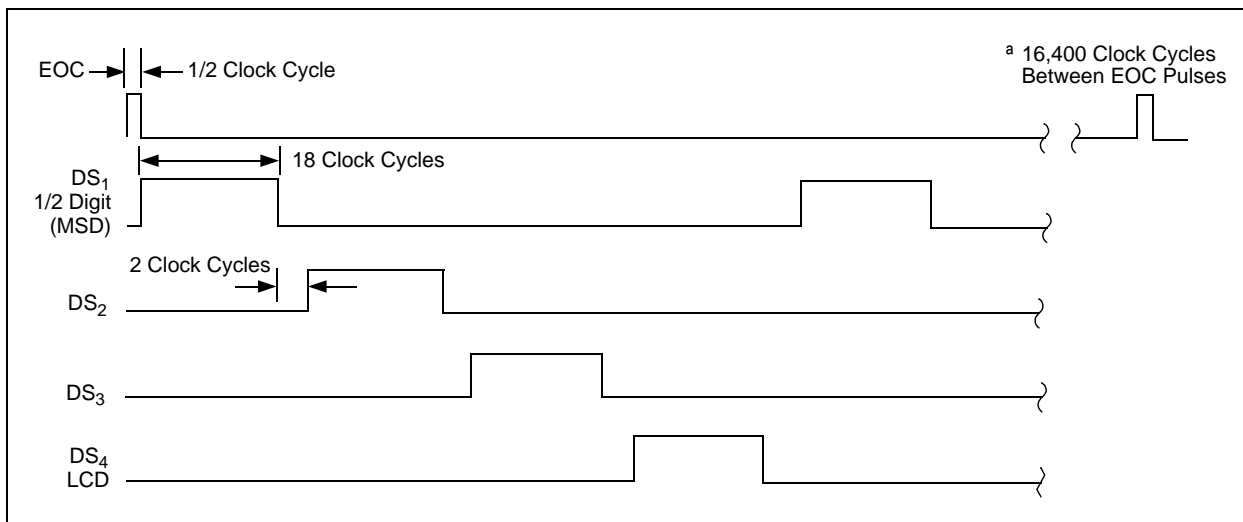 EOC
1/2 Clock Cycle
ª 16,400 Clock Cycles
Between EOC Pulses
18 Clock Cycles
DS1
1/2 Digit
(MSD)
2 Clock Cycles
DS2
DS3
DS4
LCD